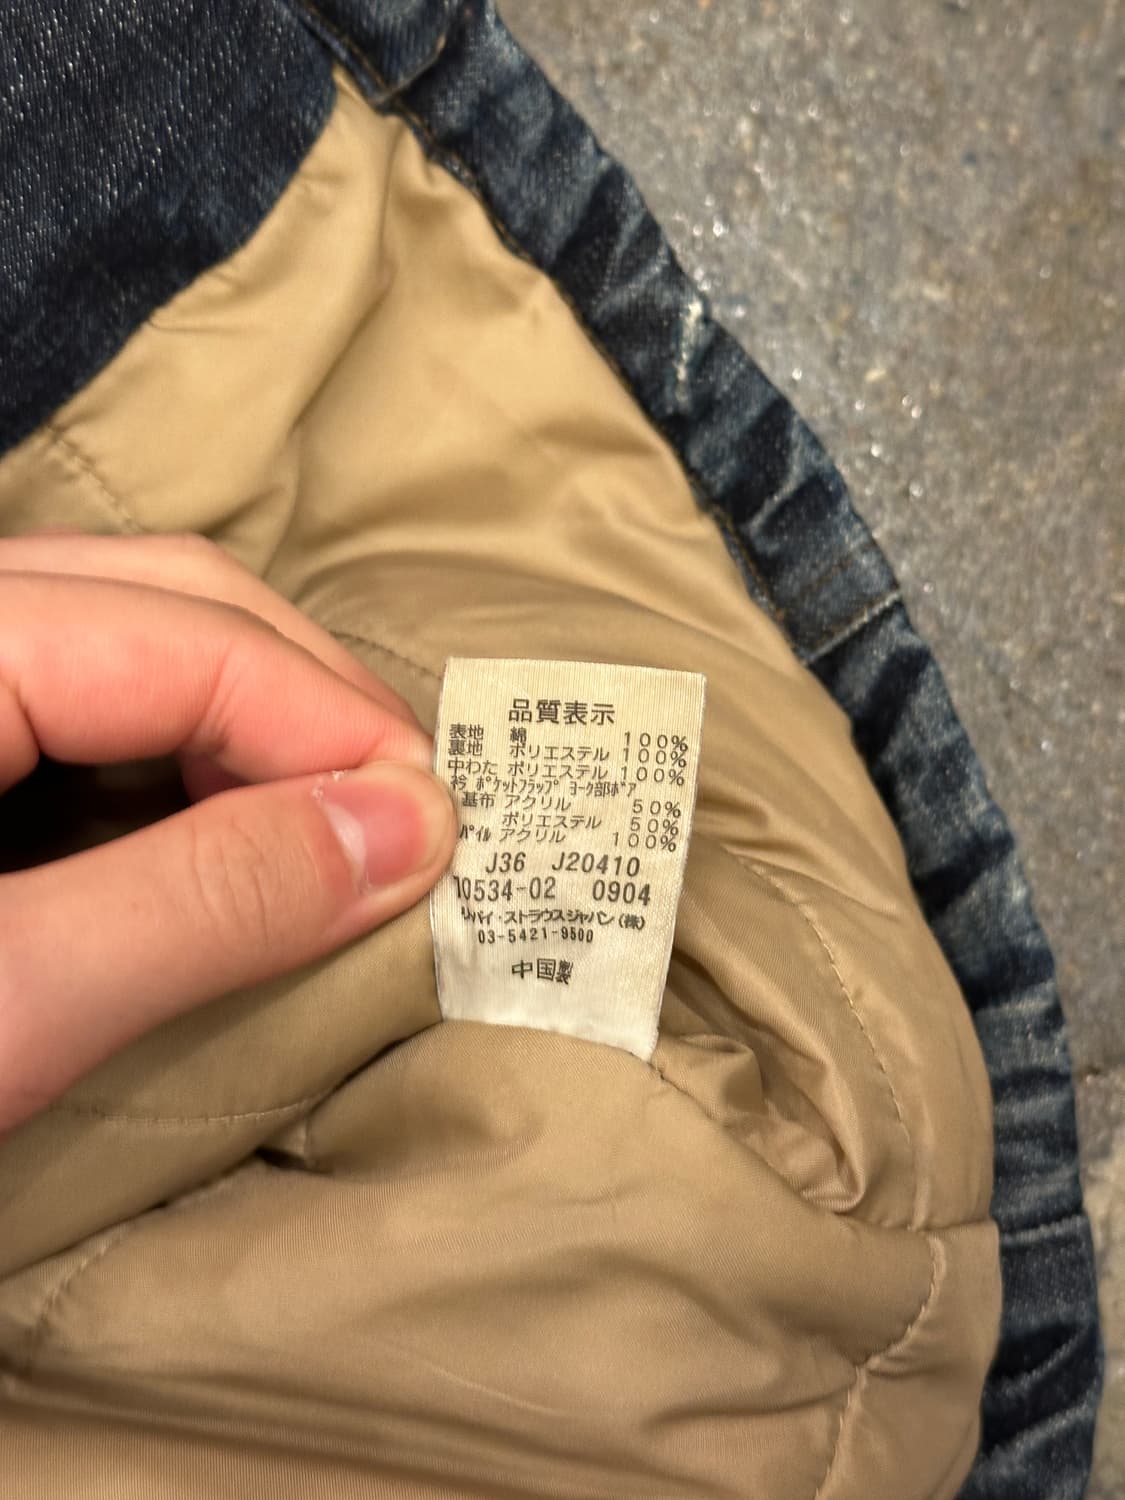 品質表示
表地 綿 100%
裏地 ポリエステル 100%
中わた ポリエステル 100%
衿 ポケットフラップ ヨーク部ボア
基布 アクリル 50%
ポリエステル 50%
パイル アクリル 100%
J36 J20410
70534-02 0904
リーバイ・ストラウスジャパン(株)
03-5421-9500
中国製